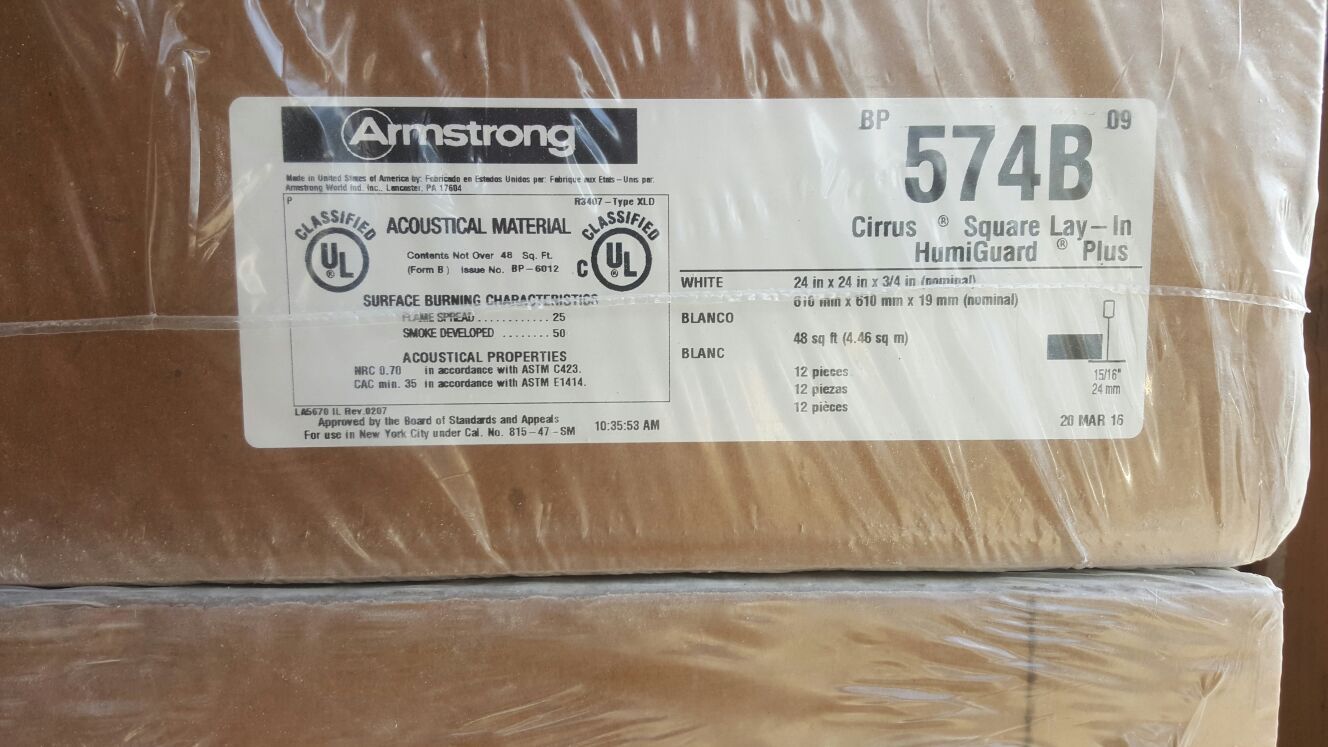 Armstrong
Made in United States of America by: Fabricado en Estados Unidos por: Fabrique aux Etats-Unis par:
Armstrong World Ind. Inc., Lancaster, PA 17604
P
R3407-Type XLD
CLASSIFIED
UL
®
ACOUSTICAL MATERIAL
Contents Not Over 48 Sq. Ft.
(Form B) Issue No. BP-6012
CLASSIFIED
C UL
®
SURFACE BURNING CHARACTERISTICS
FLAME SPREAD............ 25
SMOKE DEVELOPED ........ 50
ACOUSTICAL PROPERTIES
NRC 0.70 in accordance with ASTM C423.
CAC min. 35 in accordance with ASTM E1414.
LA5670 IL Rev.0207
Approved by the Board of Standards and Appeals
For use in New York City under Cal. No. 815-47-SM
10:35:53 AM
BP 574B 09
Cirrus ® Square Lay-In
HumiGuard ® Plus
WHITE
BLANCO
BLANC
24 in x 24 in x 3/4 in (nominal)
610 mm x 610 mm x 19 mm (nominal)
48 sq ft (4.46 sq m)
12 pieces
12 piezas
12 pièces
15/16"
24 mm
20 MAR 16